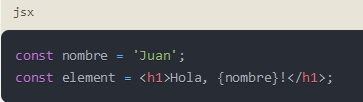 jsx
const nombre = 'Juan';
const element = <h1>Hola, {nombre}!</h1>;